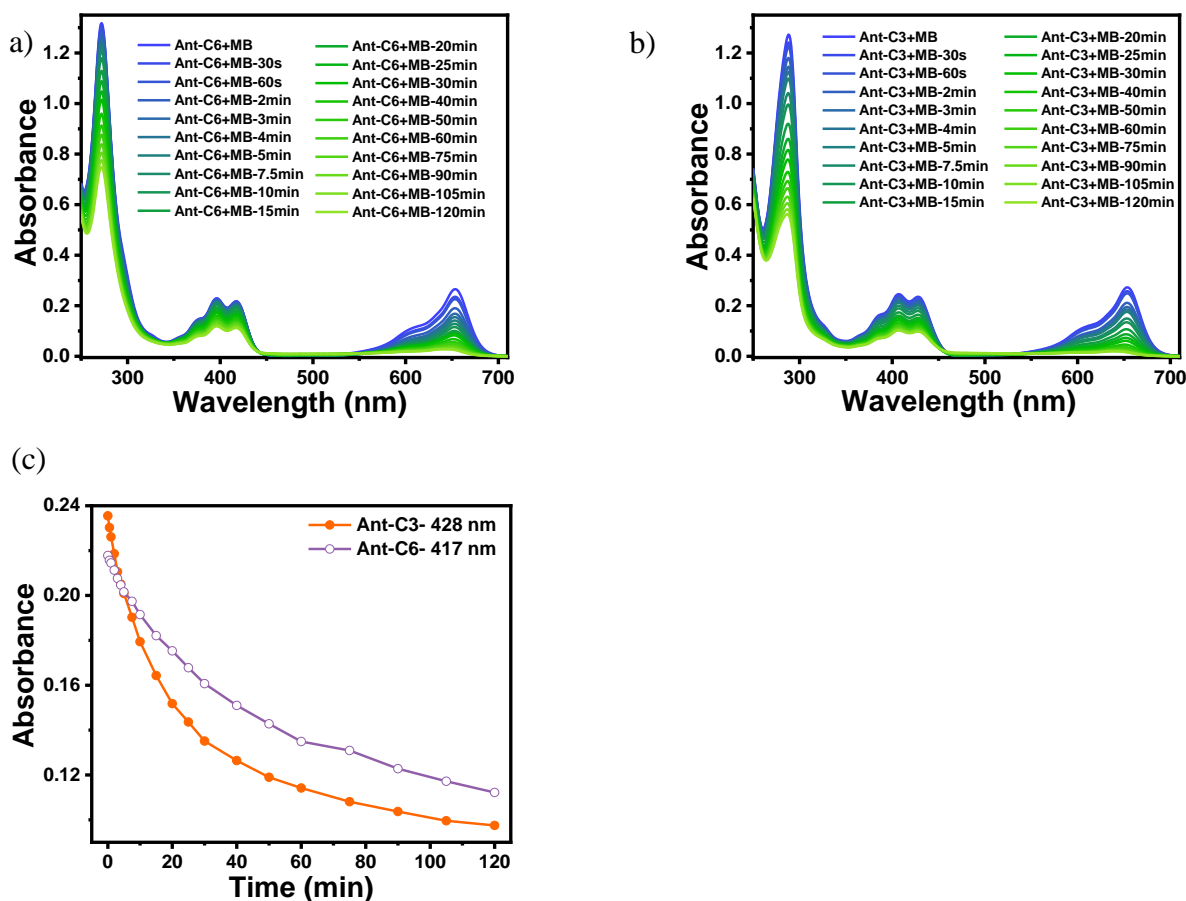 a)
Ant-C6+MB
Ant-C6+MB-30s
Ant-C6+MB-60s
Ant-C6+MB-2min
Ant-C6+MB-3min
Ant-C6+MB-4min
Ant-C6+MB-5min
Ant-C6+MB-7.5min
Ant-C6+MB-10min
Ant-C6+MB-15min
Ant-C6+MB-20min
Ant-C6+MB-25min
Ant-C6+MB-30min
Ant-C6+MB-40min
Ant-C6+MB-50min
Ant-C6+MB-60min
Ant-C6+MB-75min
Ant-C6+MB-90min
Ant-C6+MB-105min
Ant-C6+MB-120min
Absorbance
1.2
1.0
0.8
0.6
0.4
0.2
0.0
300 400 500 600 700
Wavelength (nm)
b)
Ant-C3+MB
Ant-C3+MB-30s
Ant-C3+MB-60s
Ant-C3+MB-2min
Ant-C3+MB-3min
Ant-C3+MB-4min
Ant-C3+MB-5min
Ant-C3+MB-7.5min
Ant-C3+MB-10min
Ant-C3+MB-15min
Ant-C3+MB-20min
Ant-C3+MB-25min
Ant-C3+MB-30min
Ant-C3+MB-40min
Ant-C3+MB-50min
Ant-C3+MB-60min
Ant-C3+MB-75min
Ant-C3+MB-90min
Ant-C3+MB-105min
Ant-C3+MB-120min
Absorbance
1.2
1.0
0.8
0.6
0.4
0.2
0.0
300 400 500 600 700
Wavelength (nm)
(c)
Ant-C3- 428 nm
Ant-C6- 417 nm
Absorbance
0.24
0.20
0.16
0.12
0 20 40 60 80 100 120
Time (min)